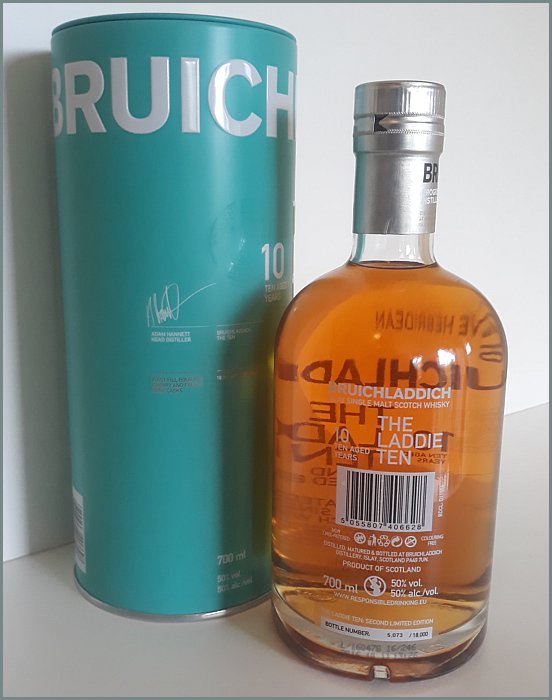 BRUICH
10
TEN AGED
YEARS
ADAM HANNETT
HEAD DISTILLER
BRUICHLADDICH
THE TEN
700 ml
50% vol.
50% alc./vol.
BRUICHLADDICH
SINGLE MALT SCOTCH WHISKY
10
TEN AGED
YEARS
THE
LADDIE
TEN
5 055807 406628
COLOURING
FREE
DISTILLED, MATURED & BOTTLED AT BRUICHLADDICH
DISTILLERY, ISLAY, SCOTLAND PA49 7UN.
PRODUCT OF SCOTLAND
700 ml
50% vol.
50% alc./vol.
WWW.RESPONSIBLEDRINKING.EU
LADDIE TEN: SECOND LIMITED EDITION
BOTTLE NUMBER: 5,073 / 18,000